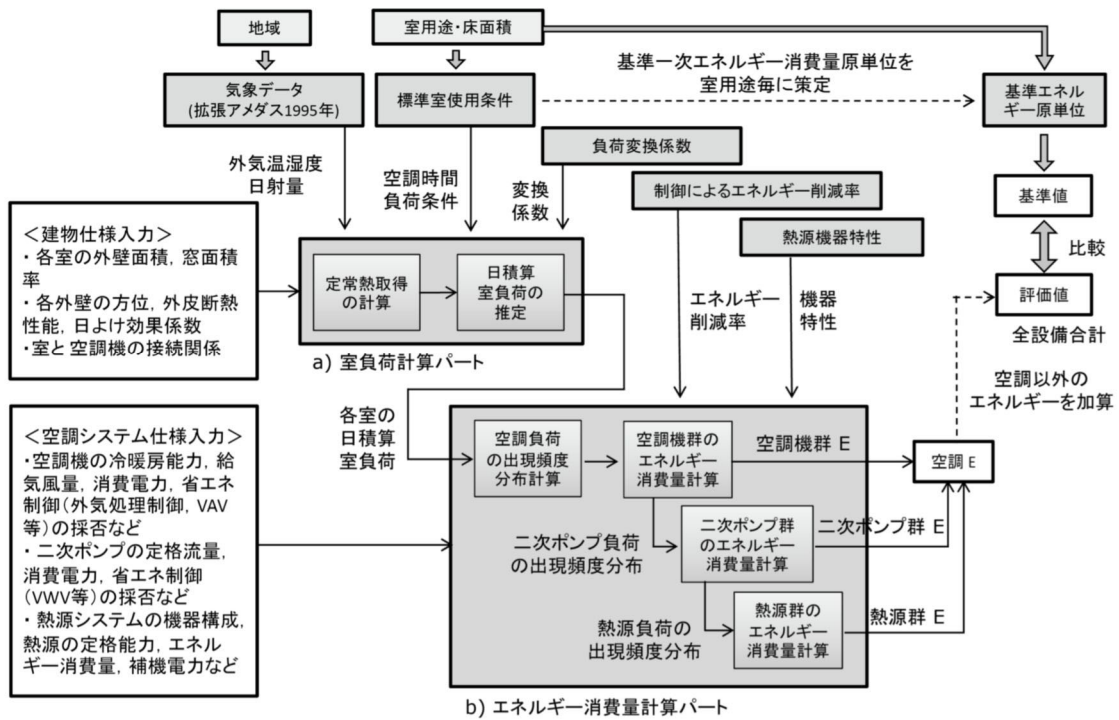 地域
室用途・床面積
気象データ
(拡張アメダス1995年)
標準室使用条件
基準一次エネルギー消費量原単位を
室用途毎に策定
基準エネル
ギー原単位
外気温湿度
日射量
空調時間
負荷条件
負荷変換係数
変換
係数
制御によるエネルギー削減率
熱源機器特性
基準値
比較
評価値
全設備合計
＜建物仕様入力＞
・各室の外壁面積, 窓面積
率
・各外壁の方位, 外皮断熱
性能, 日よけ効果係数
・室と空調機の接続関係
定常熱取得
の計算
日積算
室負荷の
推定
a) 室負荷計算パート
エネルギー
削減率
機器
特性
空調以外の
エネルギーを加算
＜空調システム仕様入力＞
・空調機の冷暖房能力, 給
気風量, 消費電力, 省エネ
制御(外気処理制御, VAV
等)の採否など
・二次ポンプの定格流量,
消費電力, 省エネ制御
(VWV等)の採否など
・熱源システムの機器構成,
熱源の定格能力, エネル
ギー消費量, 補機電力など
各室の
日積算
室負荷
空調負荷
の出現頻度
分布計算
空調機群の
エネルギー
消費量計算
空調機群 E
空調 E
二次ポンプ負荷
の出現頻度分布
二次ポンプ群
のエネルギー
消費量計算
二次ポンプ群 E
熱源負荷の
出現頻度分布
熱源群の
エネルギー
消費量計算
熱源群 E
b) エネルギー消費量計算パート